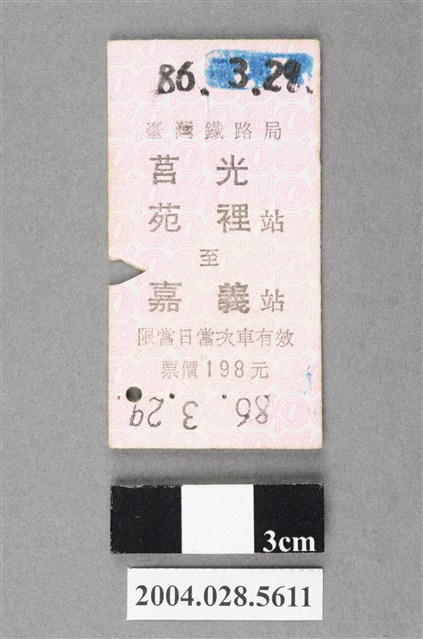 86. 3.29.
臺灣鐵路局
莒光
苑裡站
至
嘉義站
限當日當次車有效
票價198元
86. 3.29.
3cm
2004.028.5611